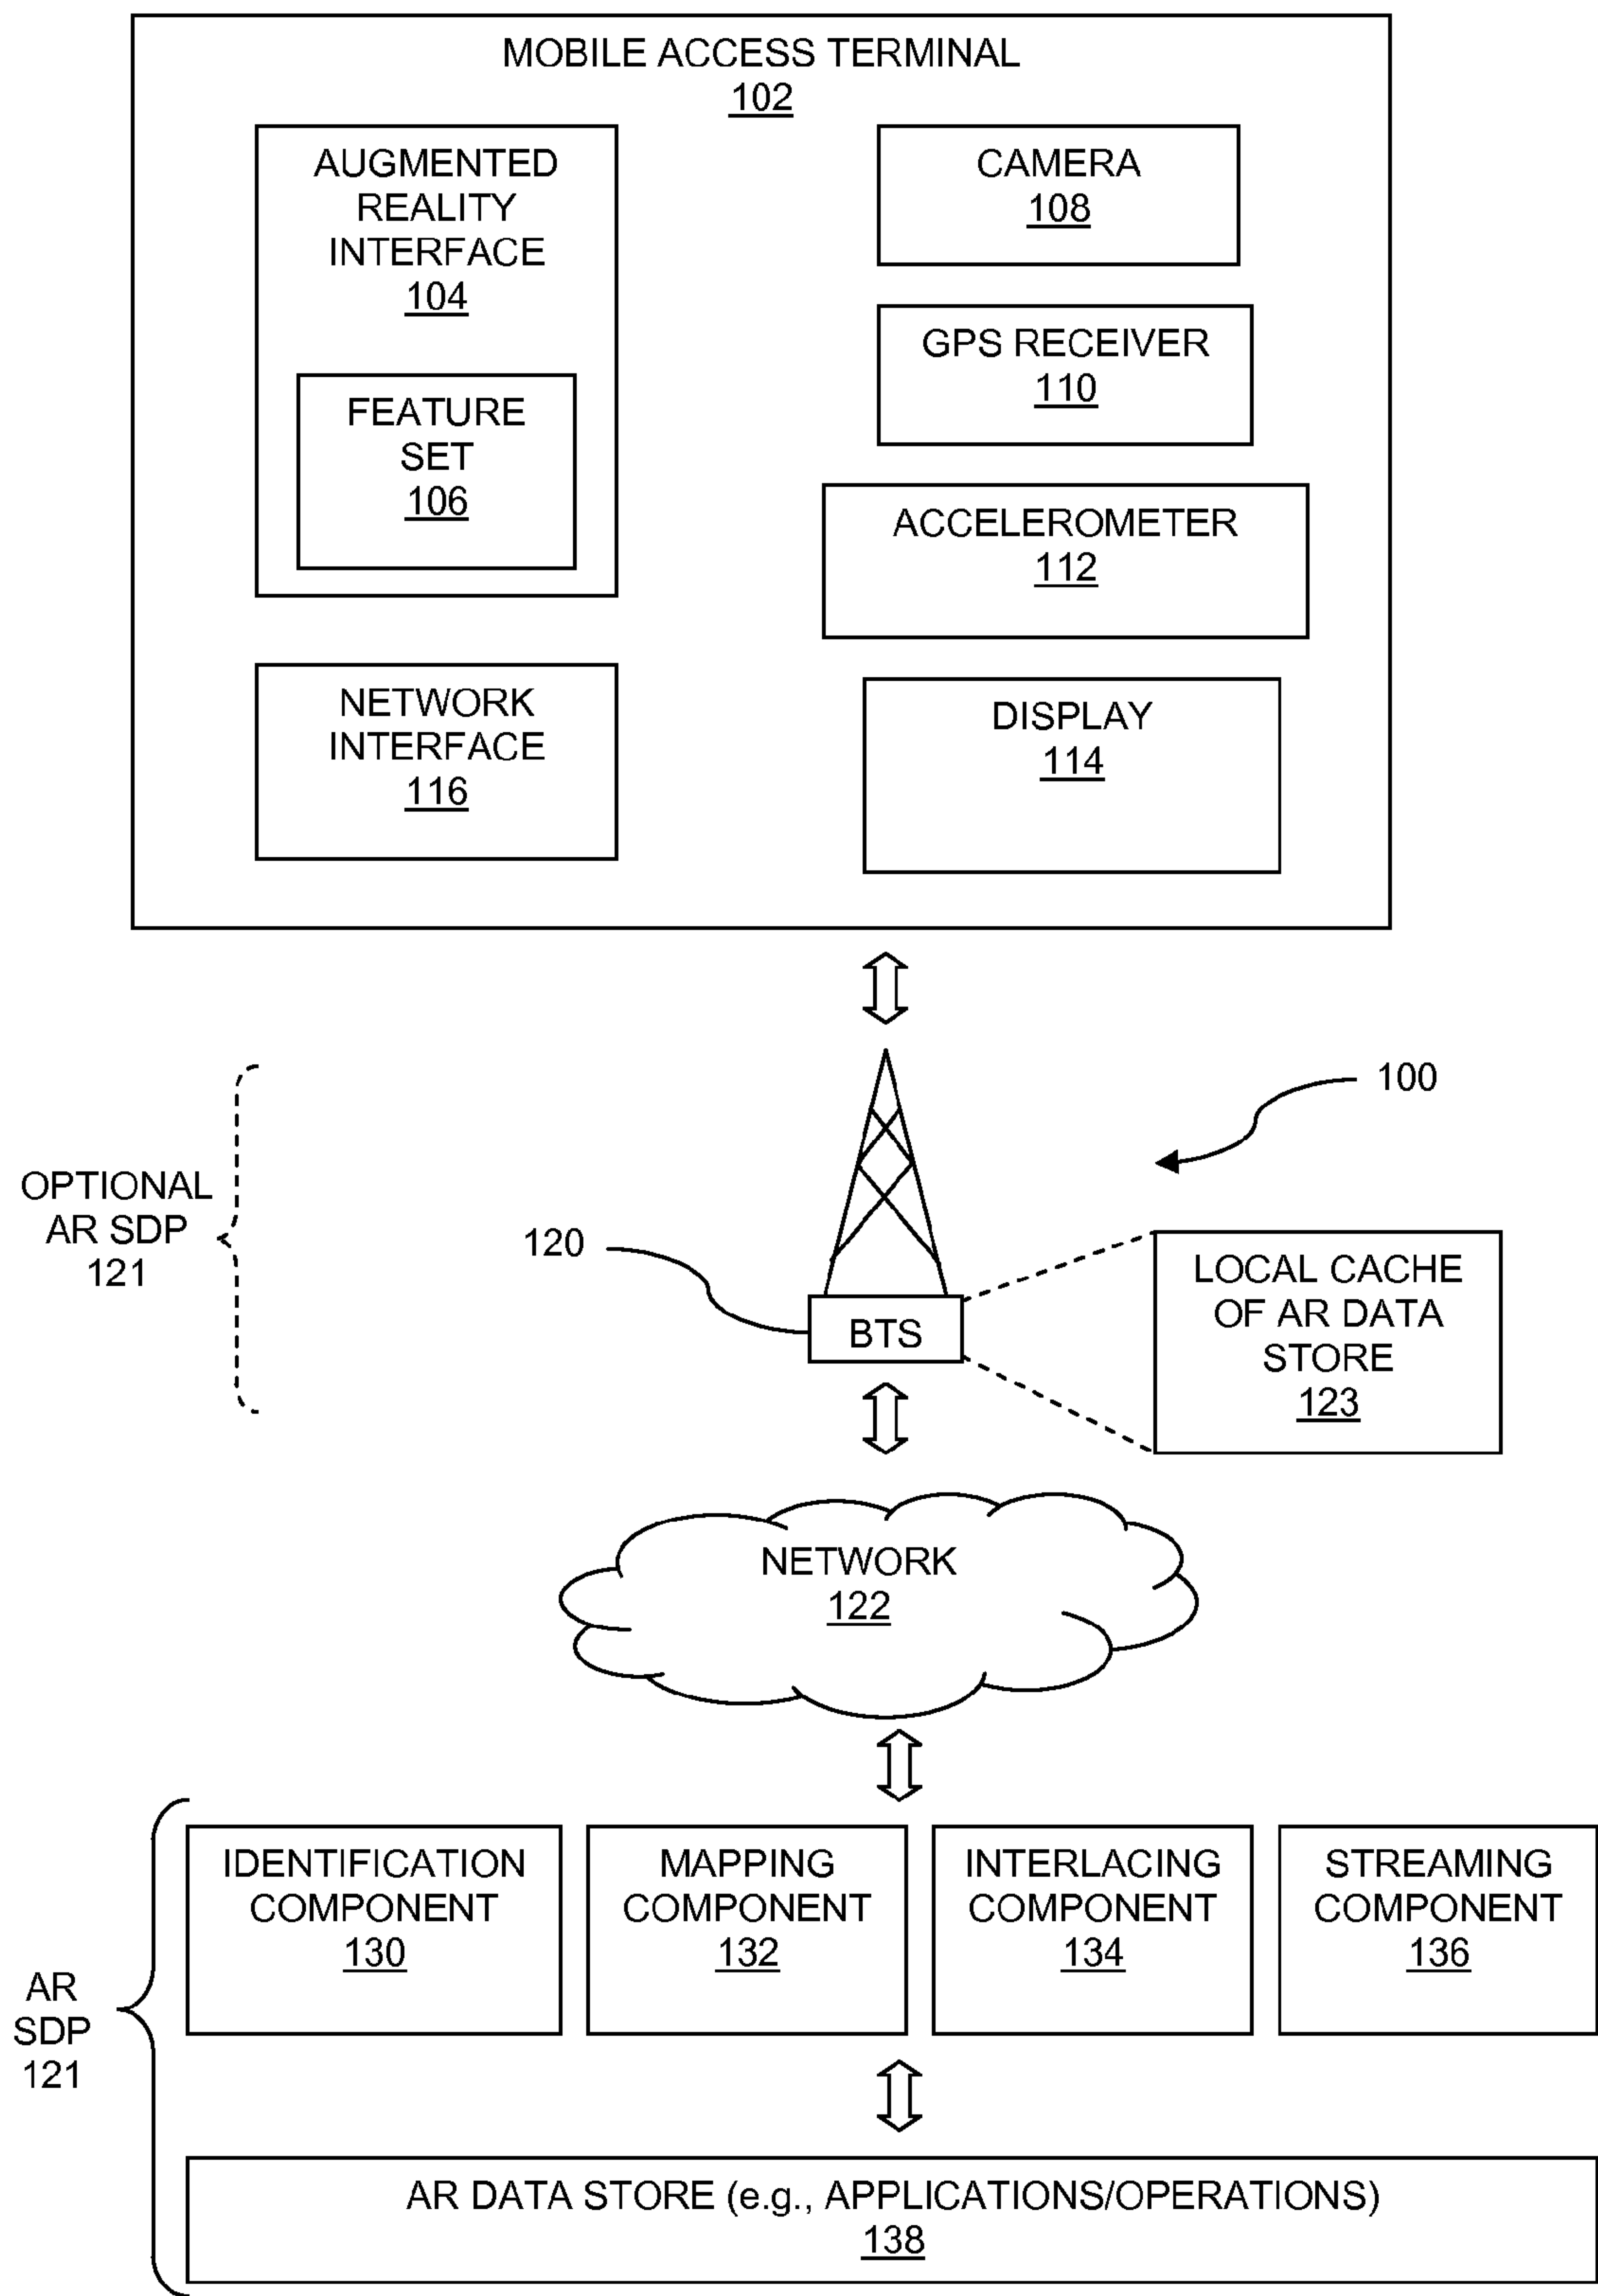 MOBILE ACCESS TERMINAL
102
AUGMENTED
REALITY
INTERFACE
104
FEATURE
SET
106
NETWORK
INTERFACE
116
CAMERA
108
GPS RECEIVER
110
ACCELEROMETER
112
DISPLAY
114
OPTIONAL
AR SDP
121
100
120
BTS
LOCAL CACHE
OF AR DATA
STORE
123
NETWORK
122
AR
SDP
121
IDENTIFICATION
COMPONENT
130
MAPPING
COMPONENT
132
INTERLACING
COMPONENT
134
STREAMING
COMPONENT
136
AR DATA STORE (e.g., APPLICATIONS/OPERATIONS)
138